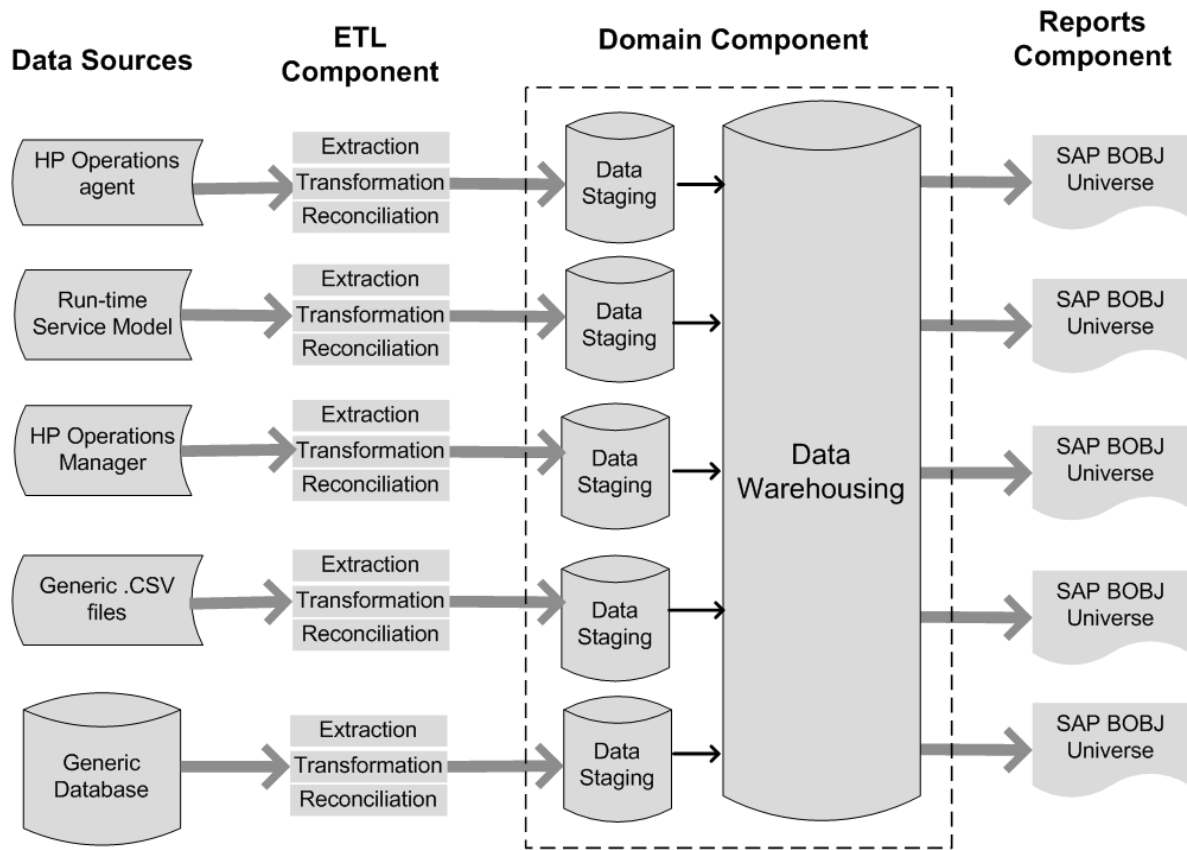 Data Sources
ETL
Component
Domain Component
Reports
Component
HP Operations
agent
Extraction
Transformation
Reconciliation
Data
Staging
SAP BOBJ
Universe
Run-time
Service Model
Extraction
Transformation
Reconciliation
Data
Staging
SAP BOBJ
Universe
HP Operations
Manager
Extraction
Transformation
Reconciliation
Data
Staging
Data
Warehousing
SAP BOBJ
Universe
Generic .CSV
files
Extraction
Transformation
Reconciliation
Data
Staging
SAP BOBJ
Universe
Generic
Database
Extraction
Transformation
Reconciliation
Data
Staging
SAP BOBJ
Universe